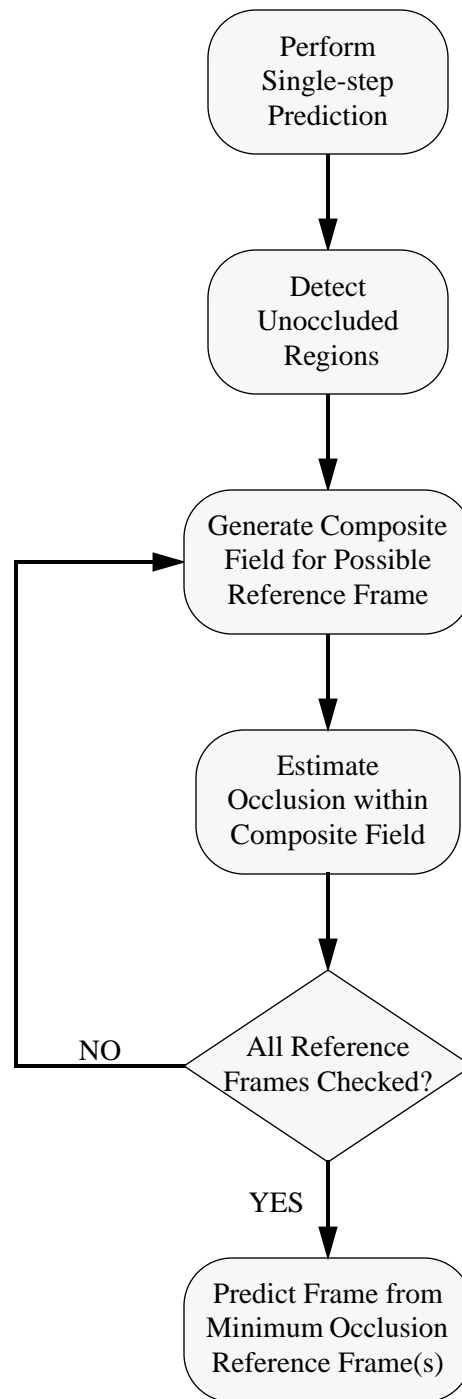 Perform
Single-step
Prediction
Detect
Unoccluded
Regions
Generate Composite
Field for Possible
Reference Frame
Estimate
Occlusion within
Composite Field
All Reference
Frames Checked?
NO
YES
Predict Frame from
Minimum Occlusion
Reference Frame(s)